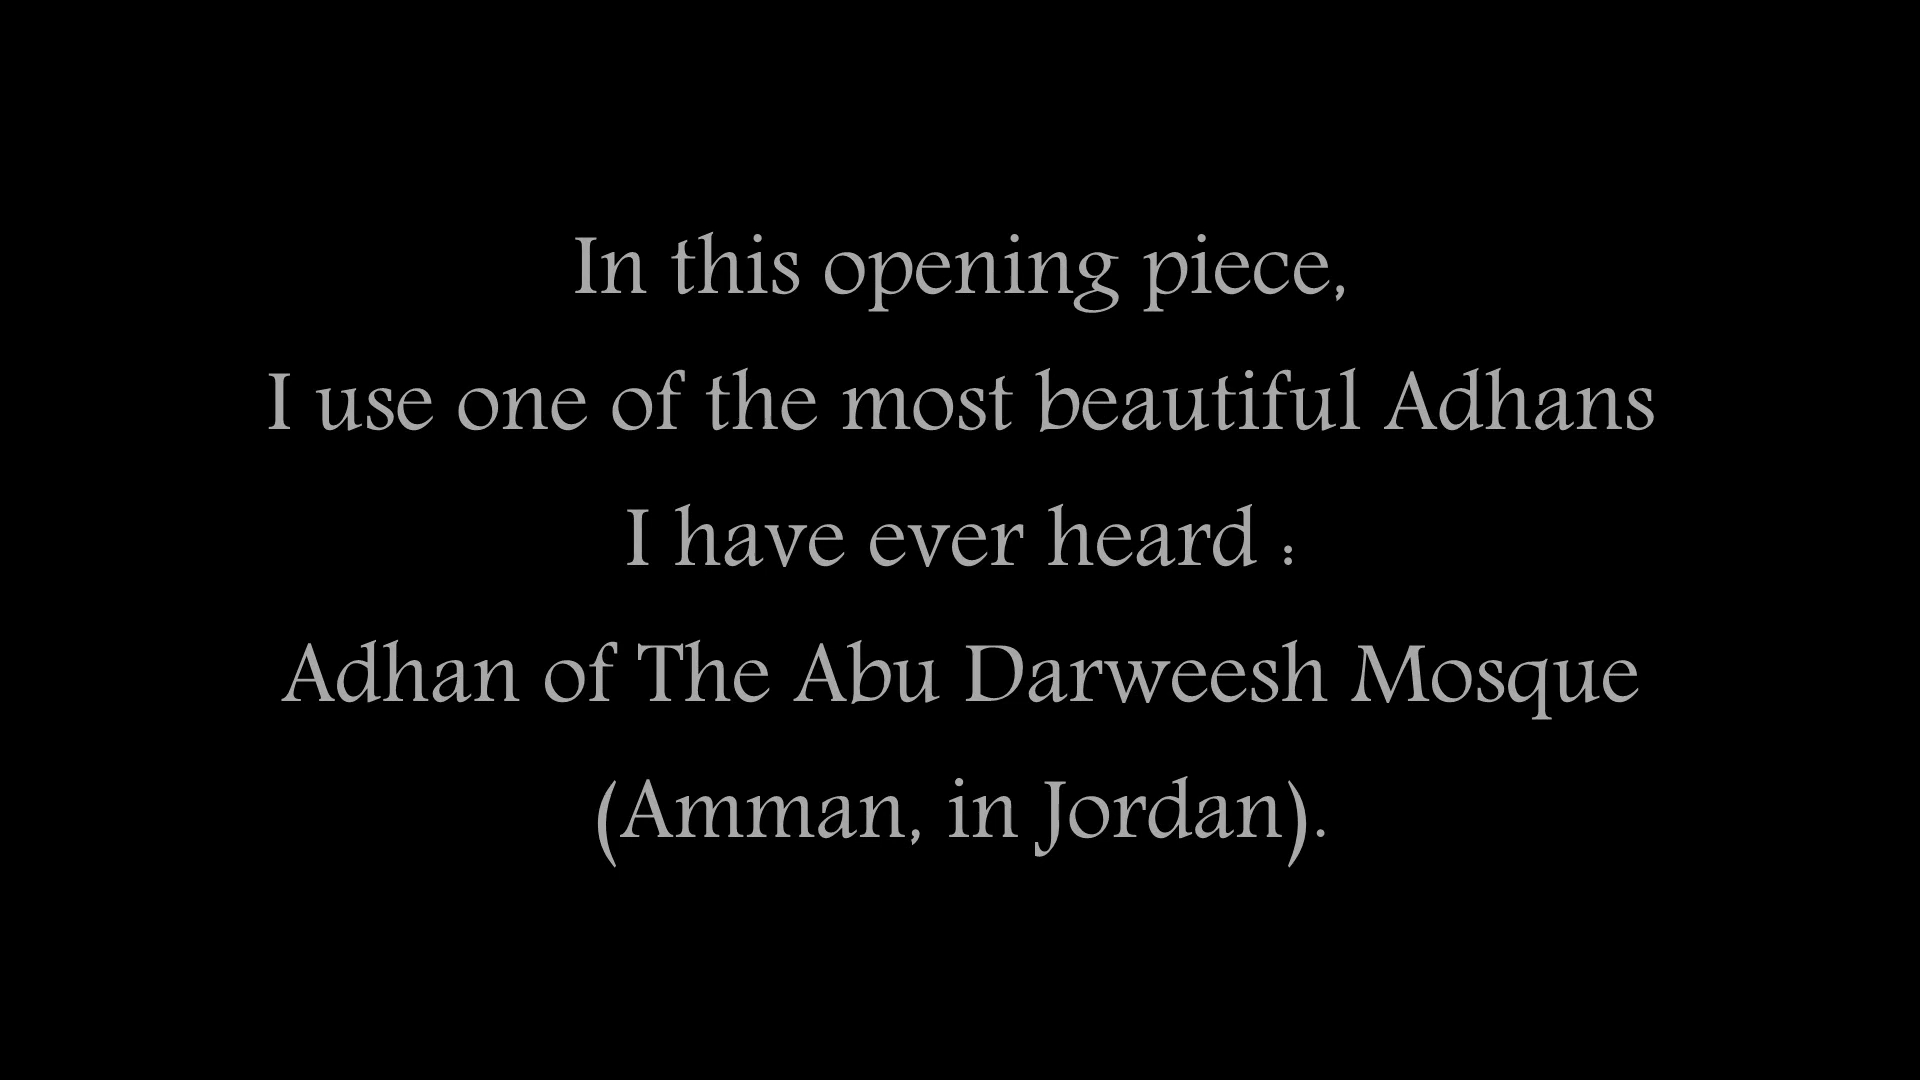 In this opening piece,
I use one of the most beautiful Adhans
I have ever heard :
Adhan of The Abu Darweesh Mosque
(Amman, in Jordan).